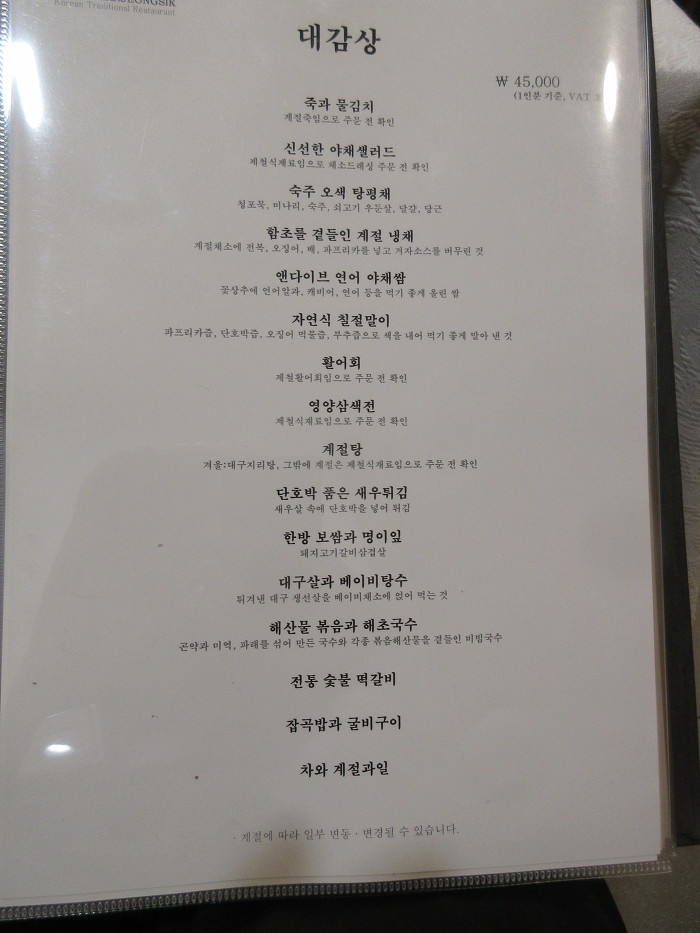 Korean Traditional Restaurant
대감상
₩ 45,000
(1인분 기준, VAT
죽과 물김치
계절죽임으로 주문 전 확인
신선한 야채샐러드
제철식재료임으로 채소드레싱 주문 전 확인
숙주 오색 탕평채
청포묵, 미나리, 숙주, 쇠고기 우둔살, 달걀, 당근
함초를 곁들인 계절 냉채
계절채소에 전복, 오징어, 배, 파프리카를 넣고 겨자소스를 버무린 것
앤다이브 연어 야채쌈
꽃상추에 연어알과, 캐비어, 연어 등을 먹기 좋게 올린 쌈
자연식 칠절말이
파프리카즙, 단호박즙, 오징어 먹물즙, 부추즙으로 색을 내어 먹기 좋게 말아 낸 것
활어회
제철활어회임으로 주문 전 확인
영양삼색전
제철식재료임으로 주문 전 확인
계절탕
겨울:대구지리탕, 그밖에 계절은 제철식재료임으로 주문 전 확인
단호박 품은 새우튀김
새우살 속에 단호박을 넣어 튀김
한방 보쌈과 명이잎
돼지고기갈비삼겹살
대구살과 베이비탕수
튀겨낸 대구 생선살을 베이비채소에 얹어 먹는 것
해산물 볶음과 해초국수
곤약과 미역, 파래를 섞어 만든 국수와 각종 볶음해산물을 곁들인 비빔국수
전통 숯불 떡갈비
잡곡밥과 굴비구이
차와 계절과일
· 계절에 따라 일부 변동 · 변경될 수 있습니다.